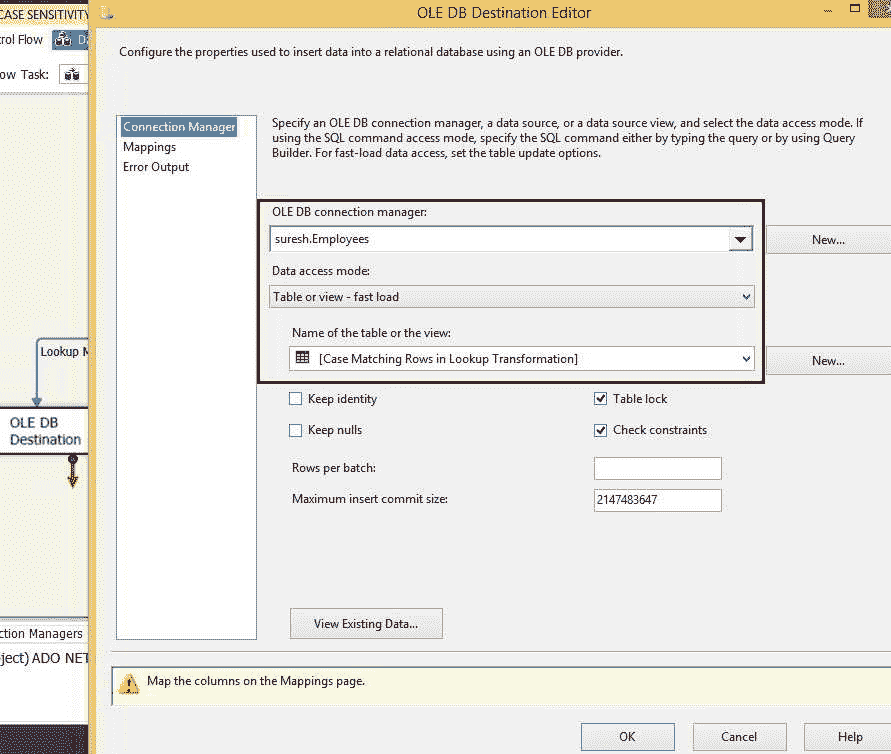 CASE SENSITIVITY
OLE DB Destination Editor
rol Flow
ow Task:
Configure the properties used to insert data into a relational database using an OLE DB provider.
Connection Manager
Mappings
Error Output
Specify an OLE DB connection manager, a data source, or a data source view, and select the data access mode. If
using the SQL command access mode, specify the SQL command either by typing the query or by using Query
Builder. For fast-load data access, set the table update options.
OLE DB connection manager:
suresh.Employees
New...
Data access mode:
Table or view - fast load
Name of the table or the view:
[Case Matching Rows in Lookup Transformation]
New...
Keep identity
Table lock
Keep nulls
Check constraints
Rows per batch:
Maximum insert commit size:
2147483647
View Existing Data...
Lookup M
OLE DB
Destination
ction Managers
ject) ADO NET
Map the columns on the Mappings page.
OK
Cancel
Help